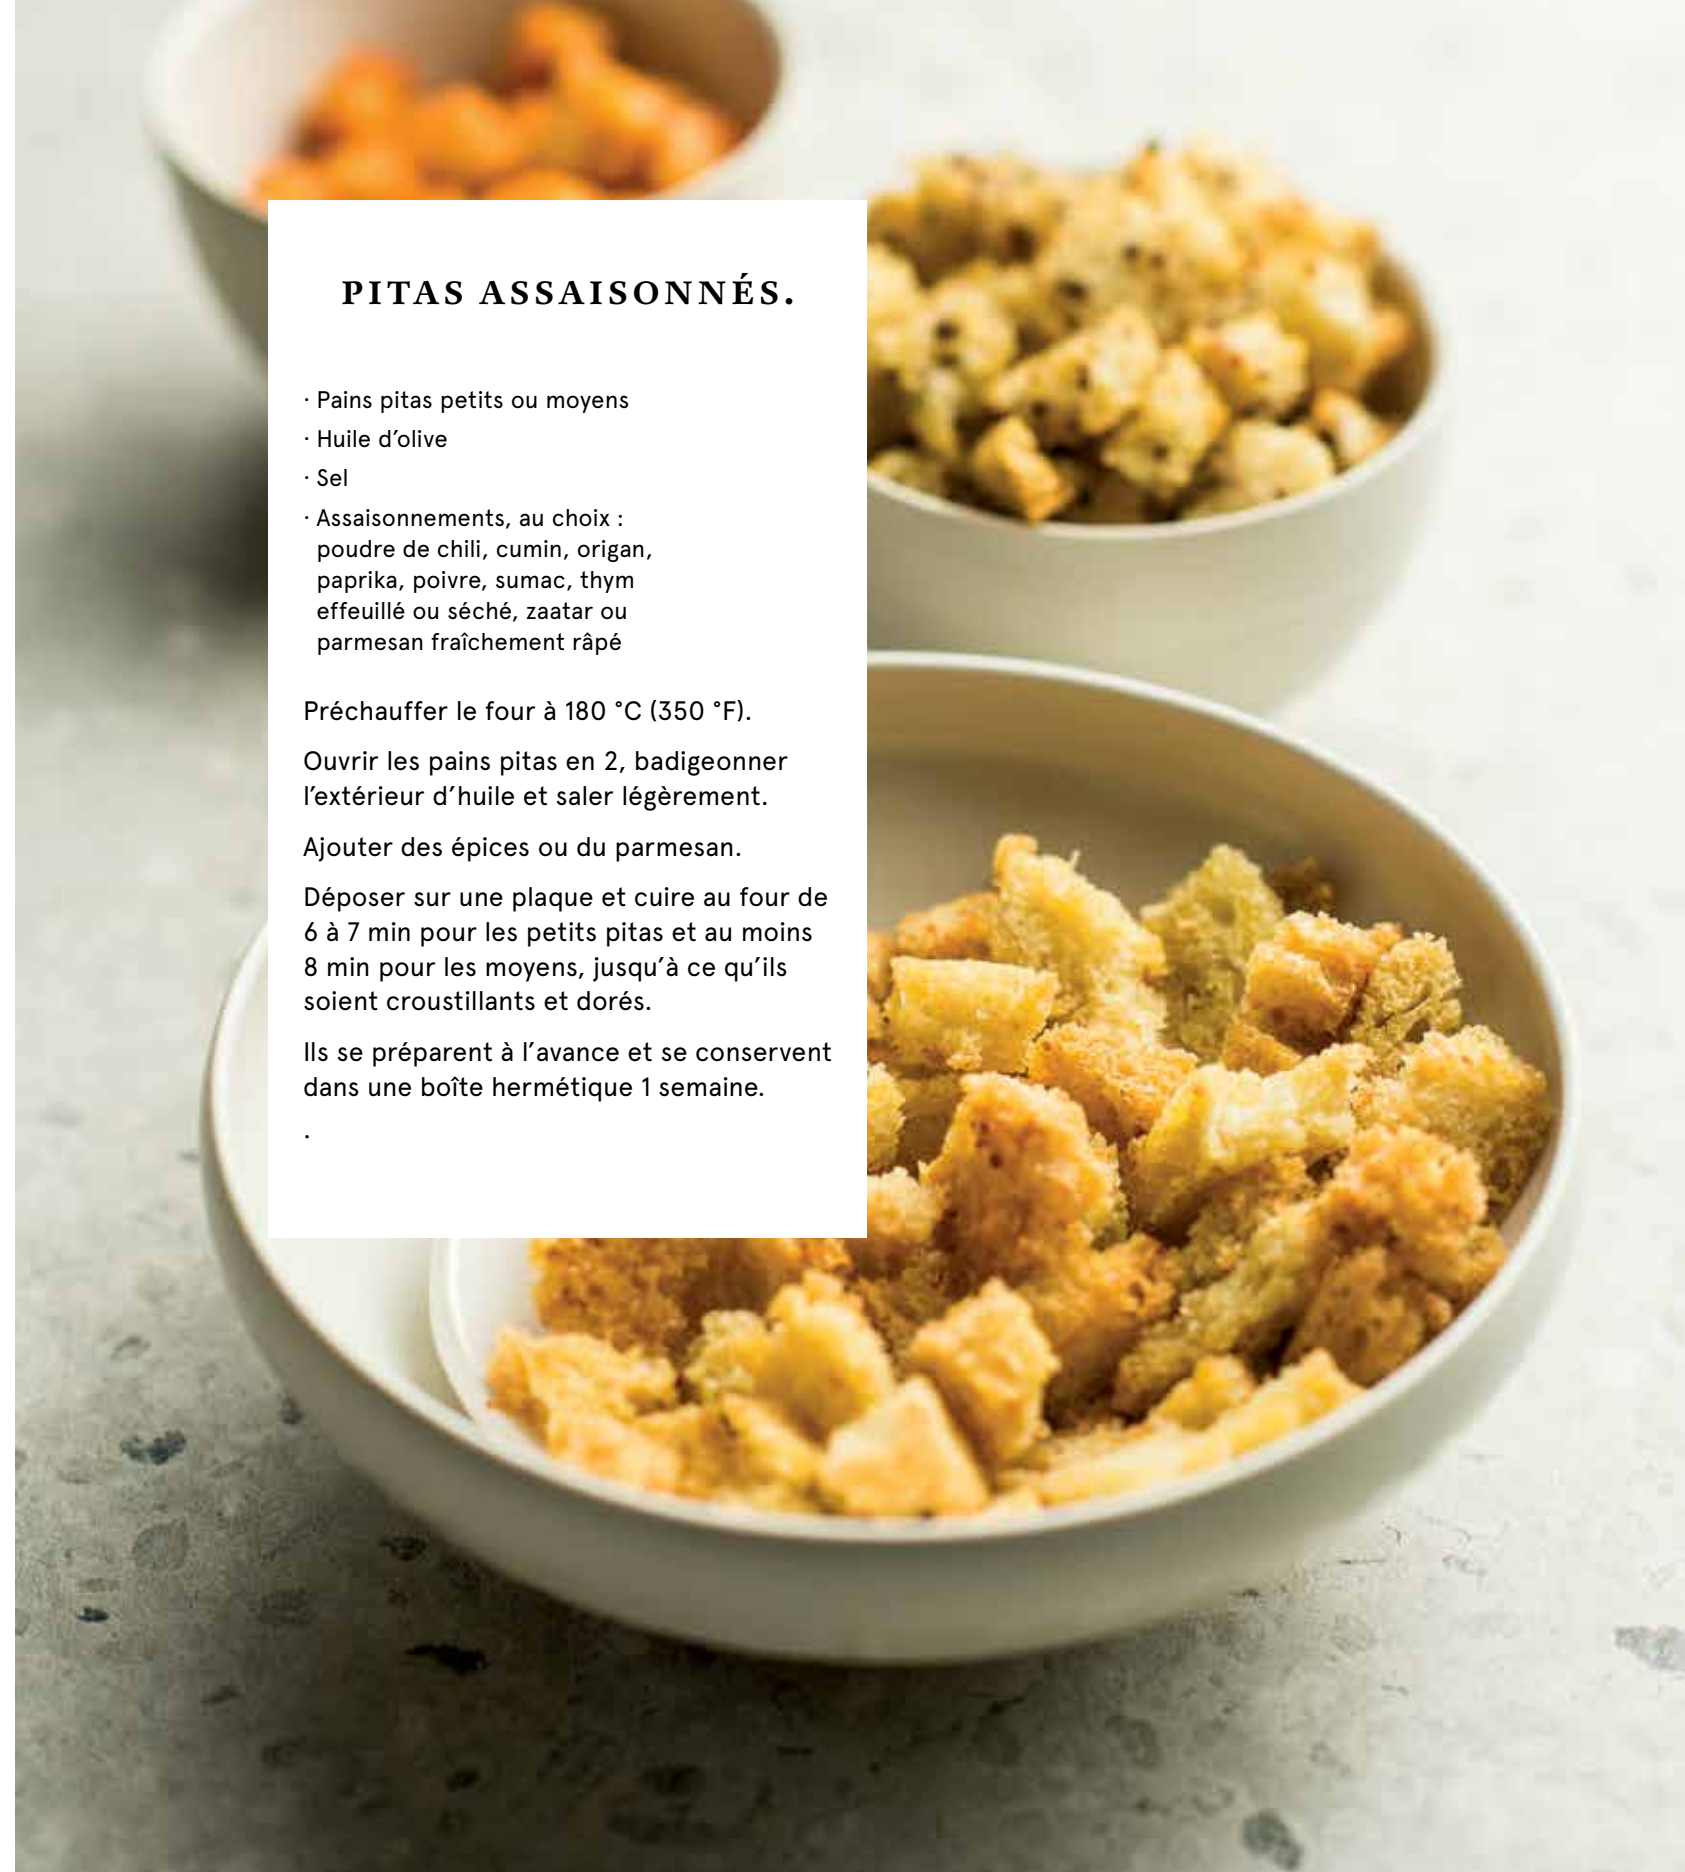 PITAS ASSAISONNÉS.
· Pains pitas petits ou moyens
· Huile d’olive
· Sel
· Assaisonnements, au choix :
poudre de chili, cumin, origan,
paprika, poivre, sumac, thym
effeuillé ou séché, zaatar ou
parmesan fraîchement râpé
Préchauffer le four à 180 °C (350 °F).
Ouvrir les pains pitas en 2, badigeonner
l’extérieur d’huile et saler légèrement.
Ajouter des épices ou du parmesan.
Déposer sur une plaque et cuire au four de
6 à 7 min pour les petits pitas et au moins
8 min pour les moyens, jusqu’à ce qu’ils
soient croustillants et dorés.
Ils se préparent à l’avance et se conservent
dans une boîte hermétique 1 semaine.
.